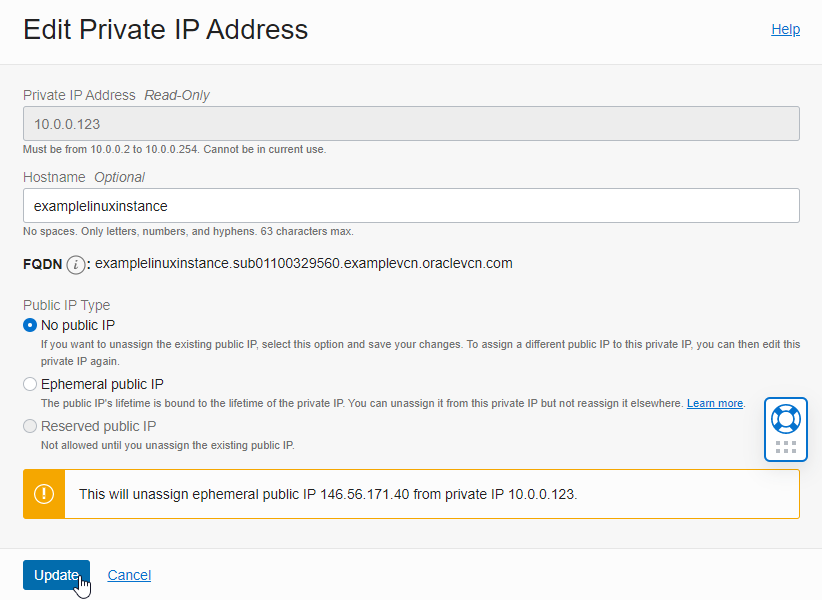 Edit Private IP Address
Help
Private IP Address Read-Only
10.0.0.123
Must be from 10.0.0.2 to 10.0.0.254. Cannot be in current use.
Hostname Optional
examplelinuxinstance
No spaces. Only letters, numbers, and hyphens. 63 characters max.
FQDN i: examplelinuxinstance.sub01100329560.examplevcn.oraclevcn.com
Public IP Type
No public IP
If you want to unassign the existing public IP, select this option and save your changes. To assign a different public IP to this private IP, you can then edit this
private IP again.
Ephemeral public IP
The public IP's lifetime is bound to the lifetime of the private IP. You can unassign it from this private IP but not reassign it elsewhere. Learn more.
Reserved public IP
Not allowed until you unassign the existing public IP.
This will unassign ephemeral public IP 146.56.171.40 from private IP 10.0.0.123.
Update
Cancel